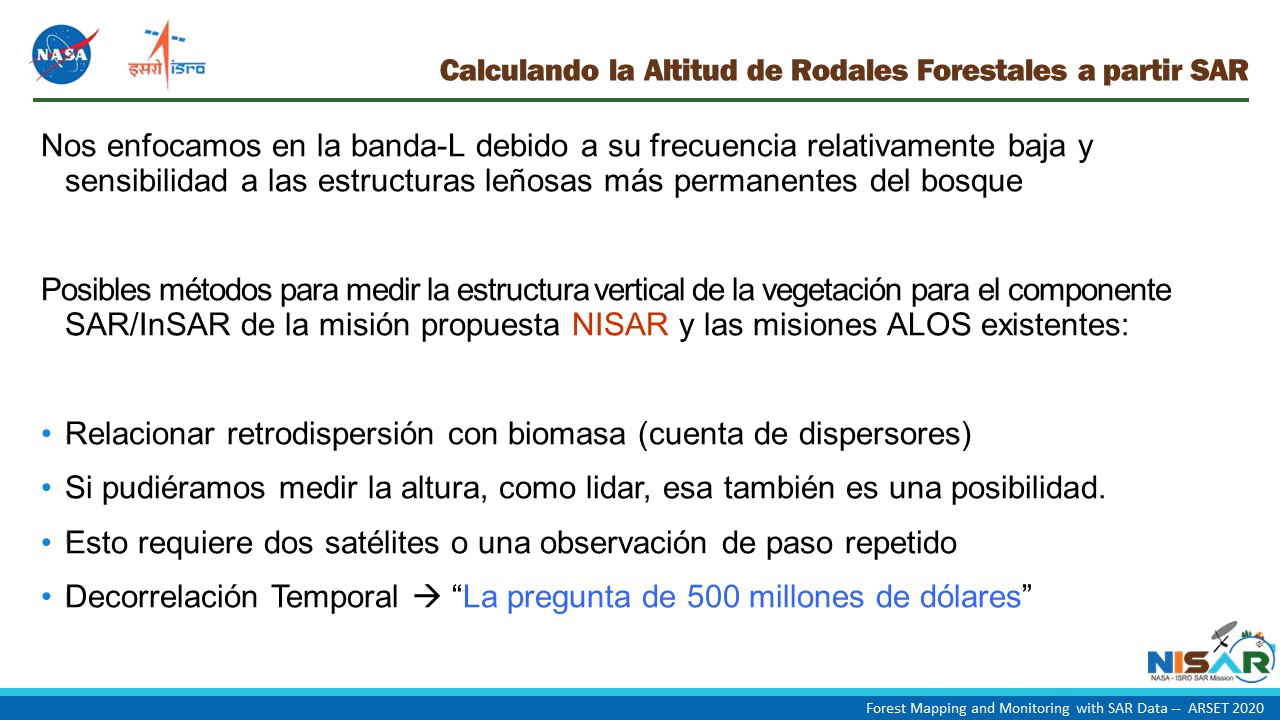 NASA
इसरो isro
Calculando la Altitud de Rodales Forestales a partir SAR
Nos enfocamos en la banda-L debido a su frecuencia relativamente baja y
sensibilidad a las estructuras leñosas más permanentes del bosque
Posibles métodos para medir la estructura vertical de la vegetación para el componente
SAR/InSAR de la misión propuesta NISAR y las misiones ALOS existentes:
• Relacionar retrodispersión con biomasa (cuenta de dispersores)
• Si pudiéramos medir la altura, como lidar, esa también es una posibilidad.
• Esto requiere dos satélites o una observación de paso repetido
• Decorrelación Temporal → “La pregunta de 500 millones de dólares”
NISAR
NASA - ISRO SAR Mission
Forest Mapping and Monitoring with SAR Data -- ARSET 2020